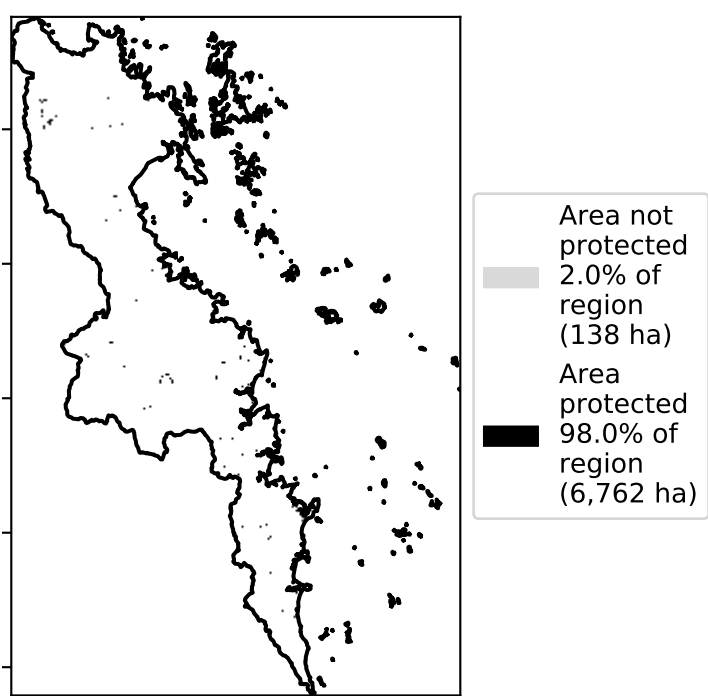 Area not
protected
2.0% of
region
(138 ha)
Area
protected
98.0% of
region
(6,762 ha)